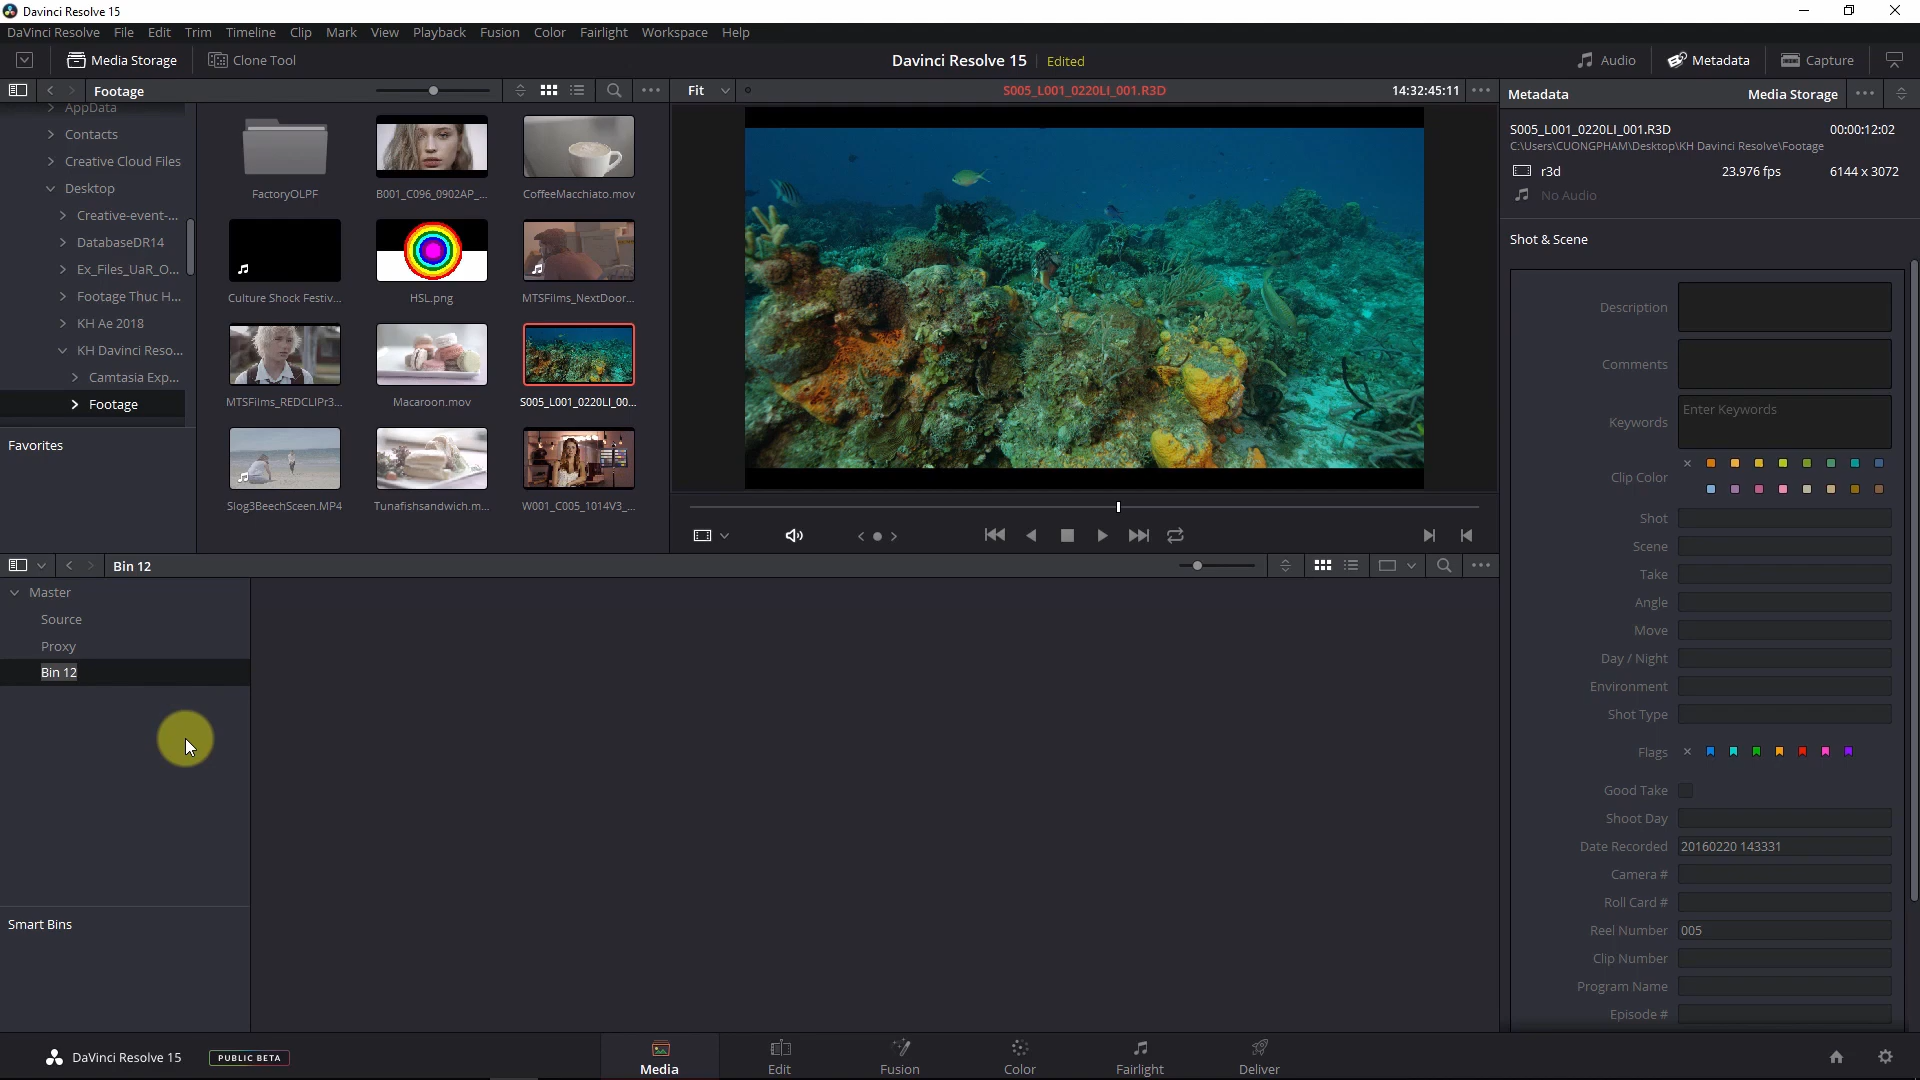 Davinci Resolve 15
DaVinci Resolve File Edit Trim Timeline Clip Mark View Playback Fusion Color Fairlight Workspace Help
Media Storage Clone Tool Davinci Resolve 15 Edited Audio Metadata Capture
Footage Fit S005_L001_0220LI_001.R3D 14:32:45:11 Metadata Media Storage
AppData
Contacts
Creative Cloud Files
Desktop
Creative-event-...
DatabaseDR14
Ex_Files_UaR_O...
Footage Thuc H...
KH Ae 2018
KH Davinci Reso...
Camtasia Exp...
Footage
Favorites
FactoryOLPF B001_C096_0902AP_... CoffeeMacchiato.mov
Culture Shock Festiv... HSL.png MTSFilms_NextDoor...
MTSFilms_REDCLIPr3... Macaroon.mov S005_L001_0220LI_00...
Slog3BeechSceen.MP4 Tunafishsandwich.m... W001_C005_1014V3_...
S005_L001_0220LI_001.R3D 00:00:12:02
C:\Users\CUONGPHAM\Desktop\KH Davinci Resolve\Footage
r3d 23.976 fps 6144 x 3072
No Audio
Shot & Scene
Description
Comments
Keywords Enter Keywords
Clip Color
Shot
Scene
Take
Angle
Move
Day / Night
Environment
Shot Type
Flags
Good Take
Shoot Day
Date Recorded 20160220 143331
Camera #
Roll Card #
Reel Number 005
Clip Number
Program Name
Episode #
Bin 12
Master
Source
Proxy
Bin 12
Smart Bins
DaVinci Resolve 15 PUBLIC BETA
Media Edit Fusion Color Fairlight Deliver